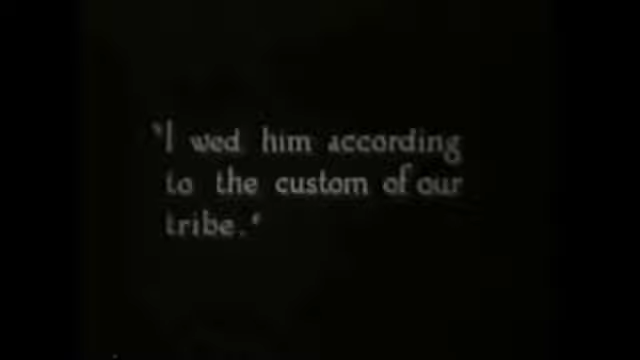 "I wed him according
to the custom of our
tribe."